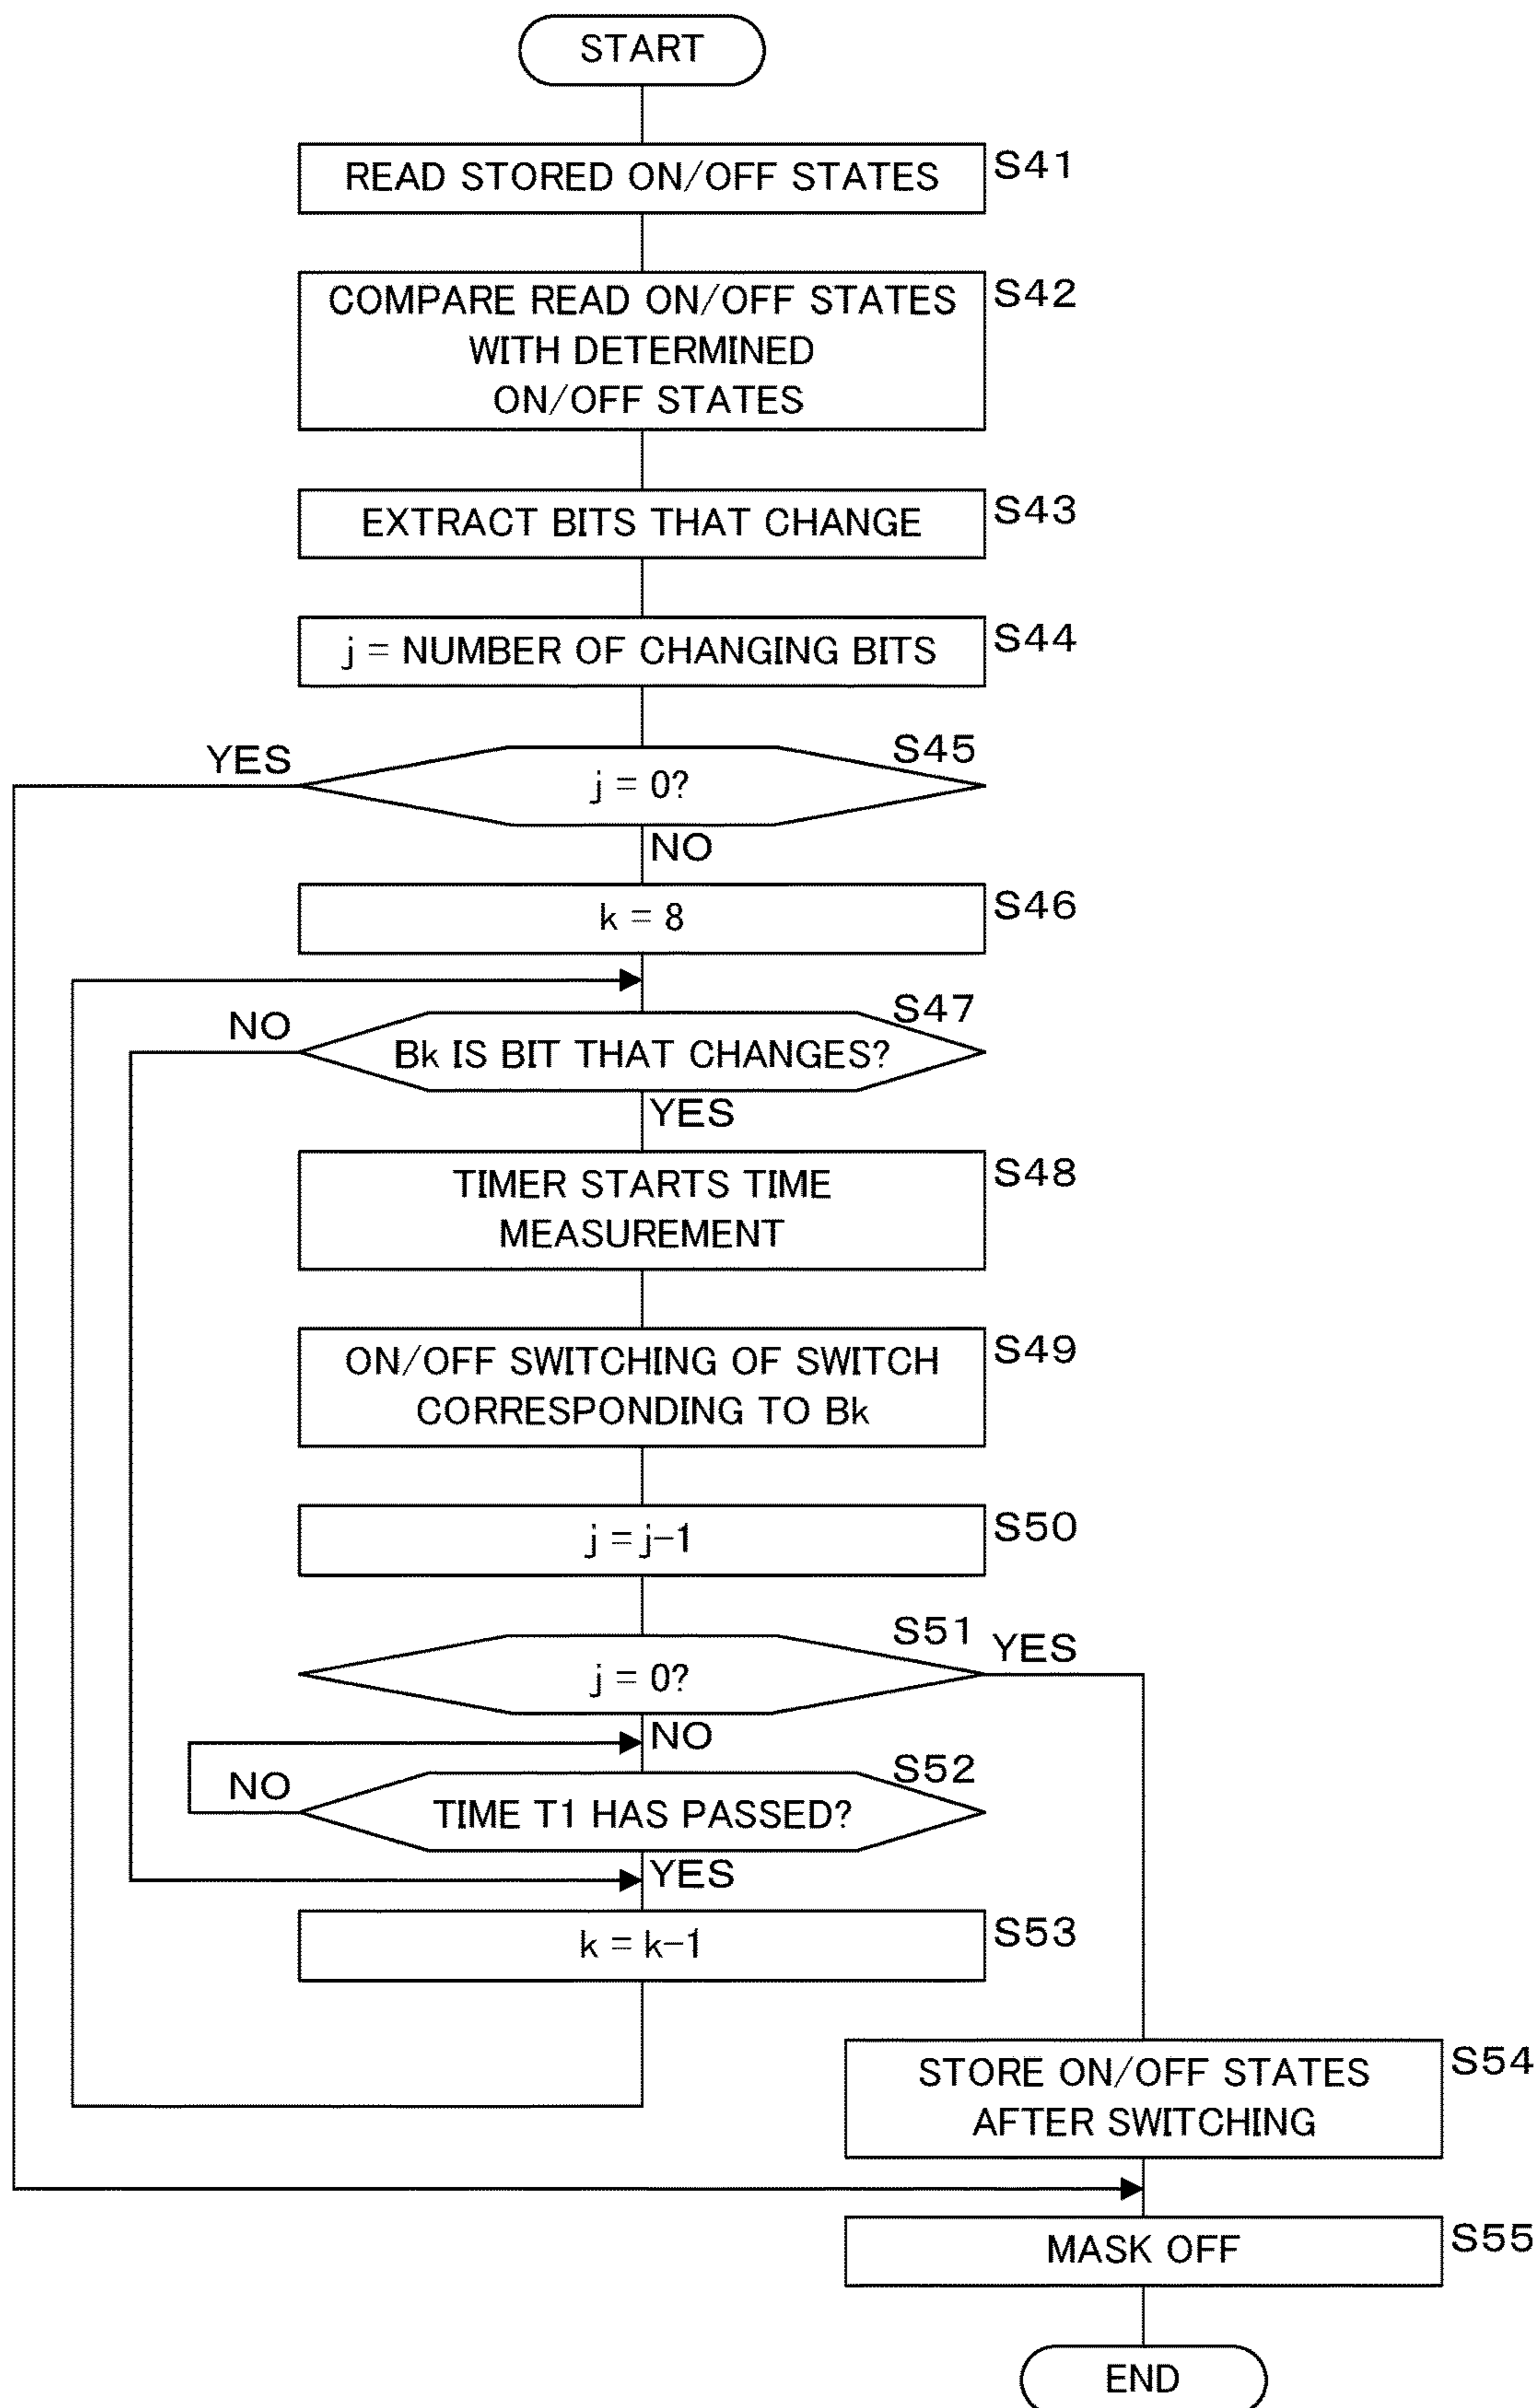 START
READ STORED ON/OFF STATES
S41
COMPARE READ ON/OFF STATES
WITH DETERMINED
ON/OFF STATES
S42
EXTRACT BITS THAT CHANGE
S43
j = NUMBER OF CHANGING BITS
S44
YES
j = 0?
S45
NO
k = 8
S46
NO
Bk IS BIT THAT CHANGES?
S47
YES
TIMER STARTS TIME
MEASUREMENT
S48
ON/OFF SWITCHING OF SWITCH
CORRESPONDING TO Bk
S49
j = j-1
S50
j = 0?
S51
YES
NO
NO
TIME T1 HAS PASSED?
S52
YES
k = k-1
S53
STORE ON/OFF STATES
AFTER SWITCHING
S54
MASK OFF
S55
END